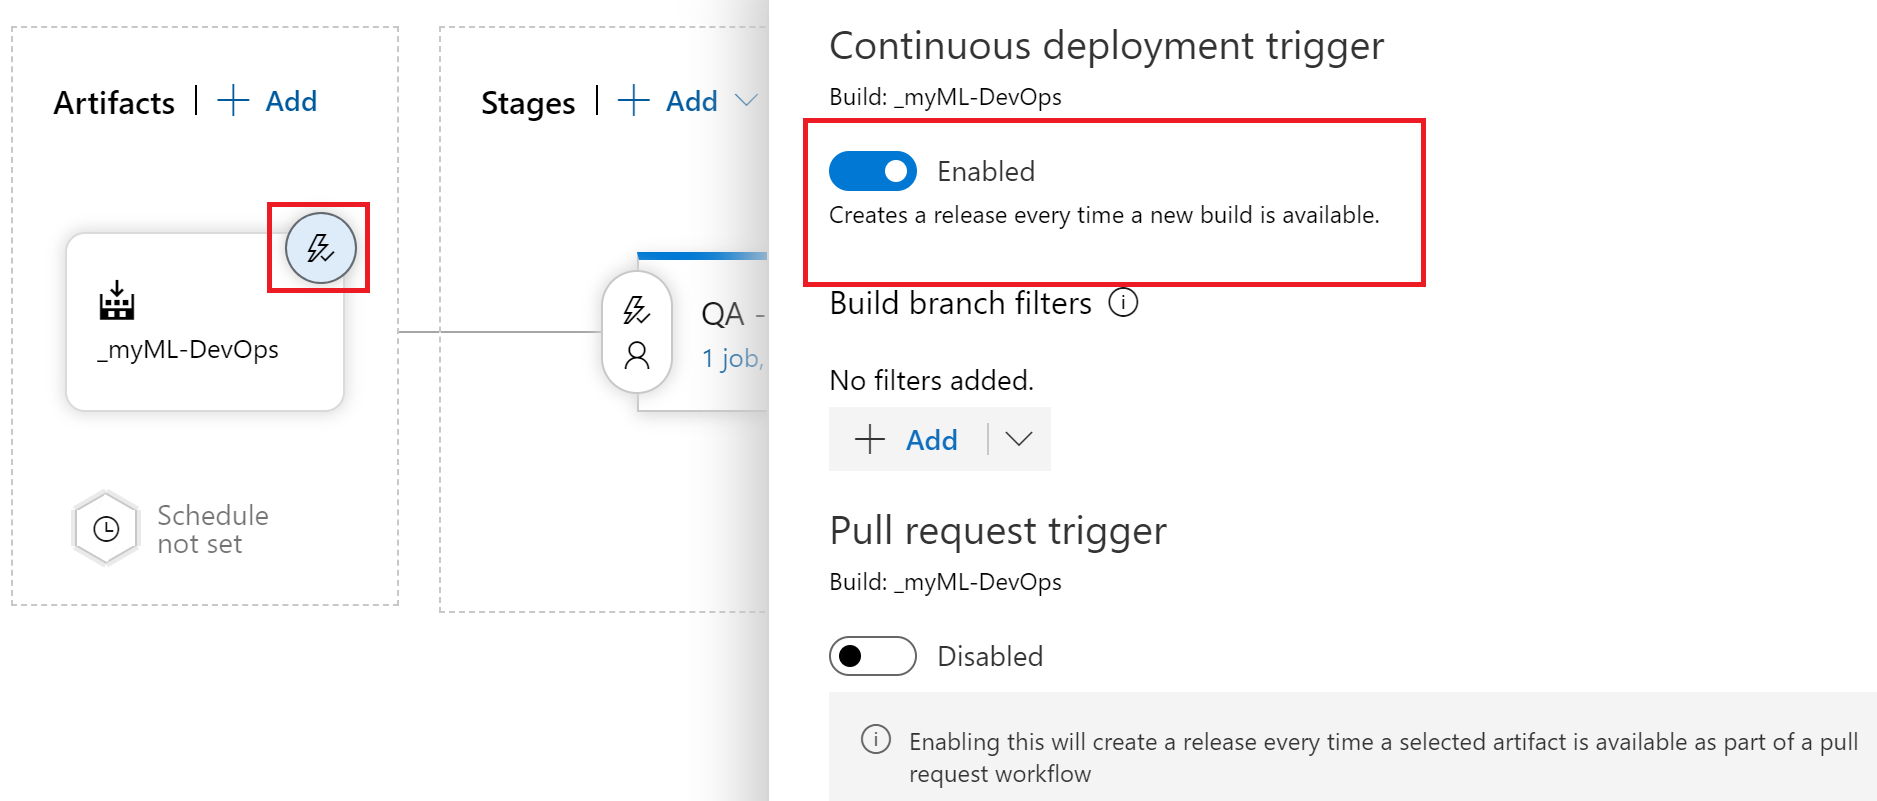 Artifacts | + Add
_myML-DevOps
Schedule
not set
Stages | + Add
QA -
1 job,
Continuous deployment trigger
Build: _myML-DevOps
Enabled
Creates a release every time a new build is available.
Build branch filters
No filters added.
+ Add
Pull request trigger
Build: _myML-DevOps
Disabled
Enabling this will create a release every time a selected artifact is available as part of a pull
request workflow